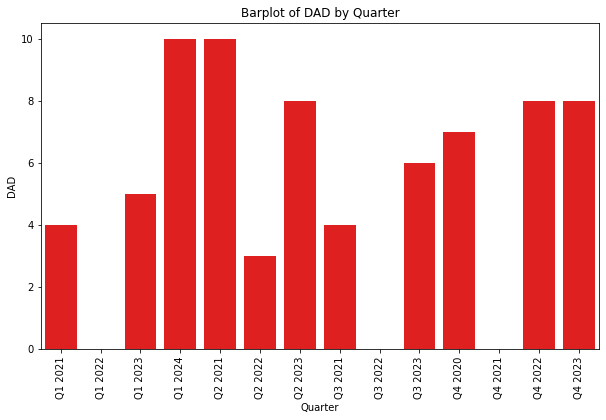 Barplot of DAD by Quarter
DAD
10
8
6
4
2
0
Q1 2021
Q1 2022
Q1 2023
Q1 2024
Q2 2021
Q2 2022
Q2 2023
Q3 2021
Q3 2022
Q3 2023
Q4 2020
Q4 2021
Q4 2022
Q4 2023
Quarter